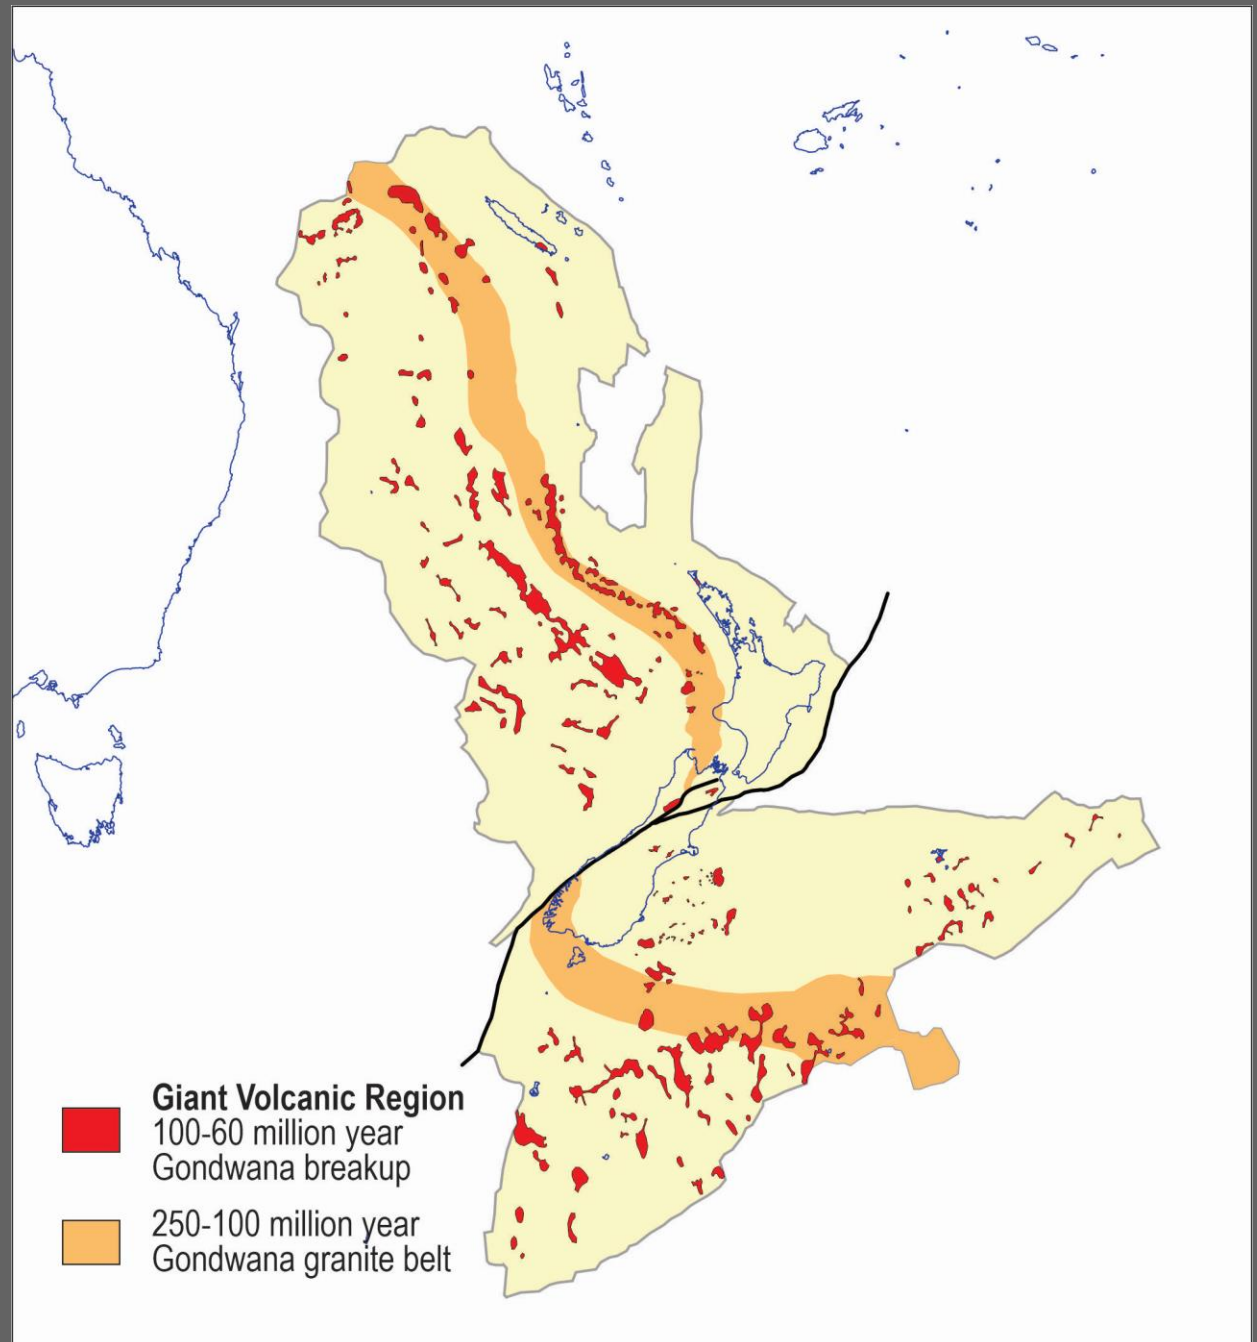 Giant Volcanic Region
100-60 million year
Gondwana breakup
250-100 million year
Gondwana granite belt